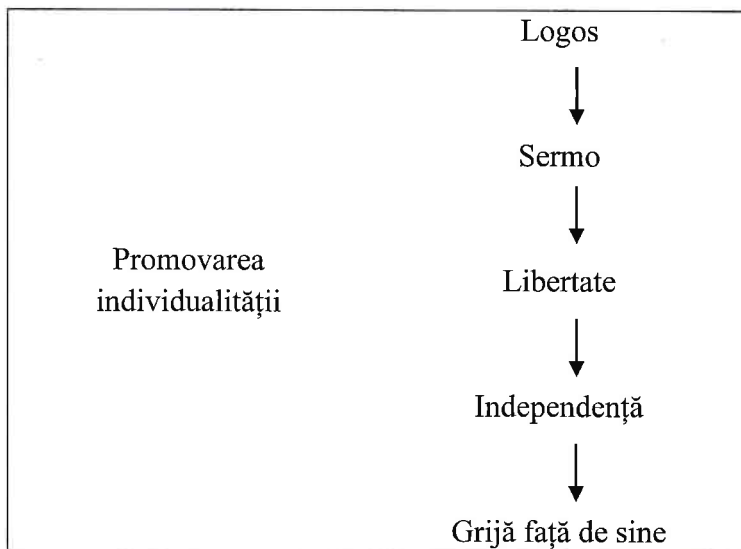 Logos
Sermo
Promovarea
individualității
Libertate
Independență
Grijă față de sine